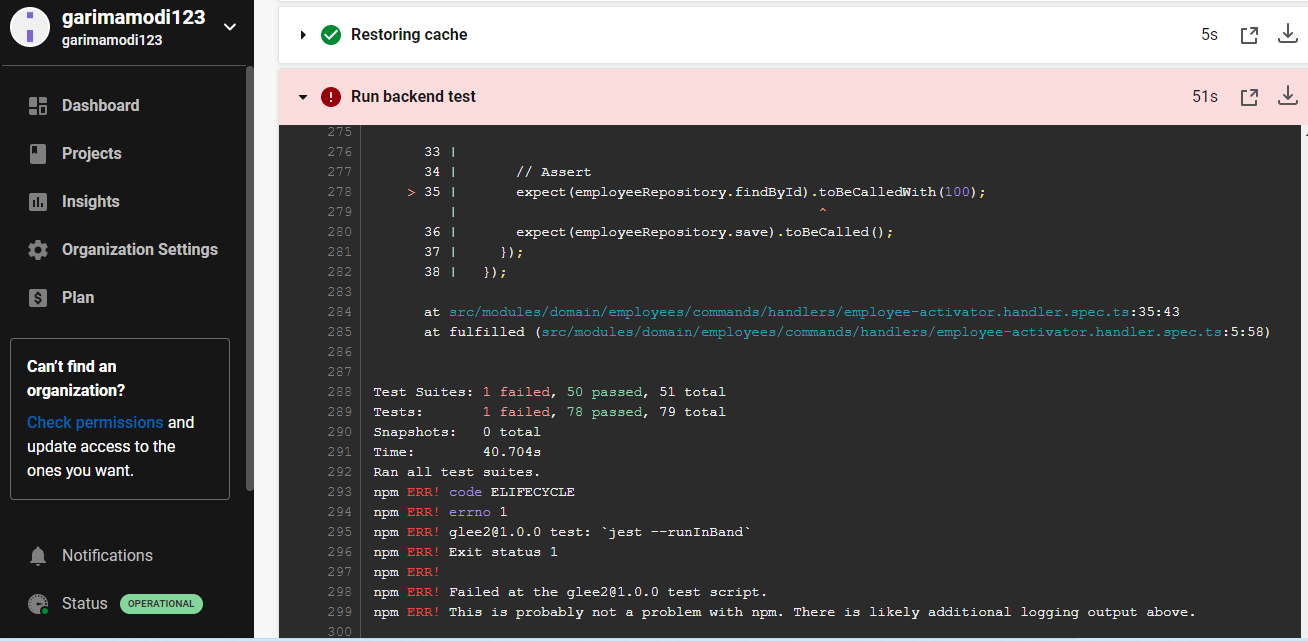 garimamodi123
garimamodi123
Dashboard
Projects
Insights
Organization Settings
Plan
Can't find an
organization?
Check permissions and
update access to the
ones you want.
Notifications
Status OPERATIONAL
Restoring cache 5s
Run backend test 51s
275
276 33 |
277 34 | // Assert
278 > 35 | expect(employeeRepository.findById).toBeCalledWith(100);
279 | ^
280 36 | expect(employeeRepository.save).toBeCalled();
281 37 | });
282 38 | });
283
284 at src/modules/domain/employees/commands/handlers/employee-activator.handler.spec.ts:35:43
285 at fulfilled (src/modules/domain/employees/commands/handlers/employee-activator.handler.spec.ts:5:58)
286
287
288 Test Suites: 1 failed, 50 passed, 51 total
289 Tests: 1 failed, 78 passed, 79 total
290 Snapshots: 0 total
291 Time: 40.704s
292 Ran all test suites.
293 npm ERR! code ELIFECYCLE
294 npm ERR! errno 1
295 npm ERR! glee2@1.0.0 test: `jest --runInBand`
296 npm ERR! Exit status 1
297 npm ERR!
298 npm ERR! Failed at the glee2@1.0.0 test script.
299 npm ERR! This is probably not a problem with npm. There is likely additional logging output above.
300